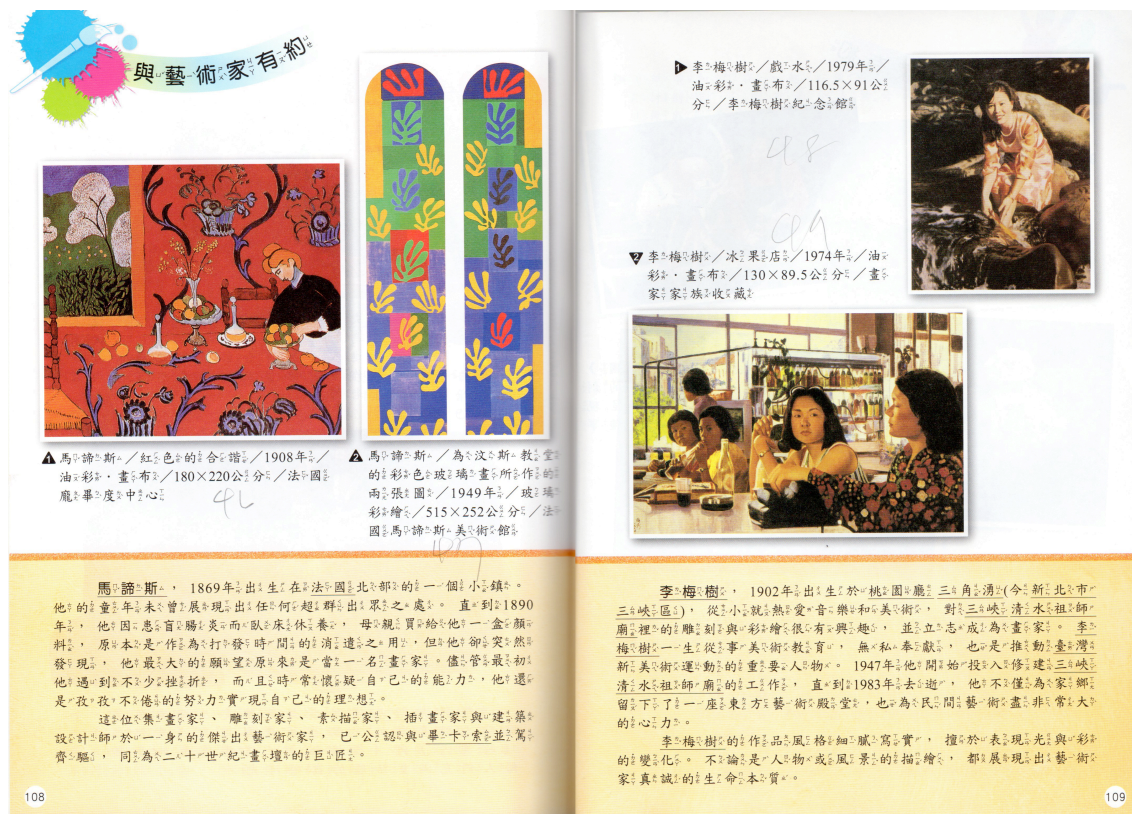 與藝術家有約
馬諦斯／紅色的合諧／1908年／
油彩‧畫布／180×220公分／法國
龐畢度中心
馬諦斯／為汶斯教堂
的彩色玻璃畫所作的
兩張圖／1949年／玻璃
彩繪／515×252公分／法
國馬諦斯美術館
馬諦斯，1869年出生在法國北部的一個小鎮。
他的童年未曾展現出任何超群出眾之處。直到1890
年，他因患盲腸炎而臥床休養，母親買給他一盒顏
料，原本是作為打發時間的消遣之用，但他卻突然
發現，他最大的願望原來是當一名畫家。儘管最初
他遇到不少挫折，而且時常懷疑自己的能力，他還
是孜孜不倦的努力實現自己的理想。
這位集畫家、雕刻家、素描家、插畫家與建築
設計師於一身的傑出藝術家，已公認與畢卡索並駕
齊驅，同為二十世紀畫壇的巨匠。
108
李梅樹／戲水／1979年／
油彩‧畫布／116.5×91公
分／李梅樹紀念館
48
49
李梅樹／冰果店／1974年／油
彩‧畫布／130×89.5公分／畫
家家族收藏
李梅樹，1902年出生於桃園廳三角湧(今新北市
三峽區)，從小就熱愛音樂和美術，對三峽清水祖師
廟裡的雕刻與彩繪很有興趣，並立志成為畫家。李
梅樹一生從事美術教育，無私奉獻，也是推動臺灣
新美術運動的重要人物。1947年他開始投入修建三峽
清水祖師廟的工作，直到1983年去逝，他不僅為家鄉
留下了一座東方藝術殿堂，也為民間藝術盡非常大
的心力。
李梅樹的作品風格細膩寫實，擅於表現光與彩
的變化。不論是人物或風景的描繪，都展現出藝術
家真誠的生命本質。
109